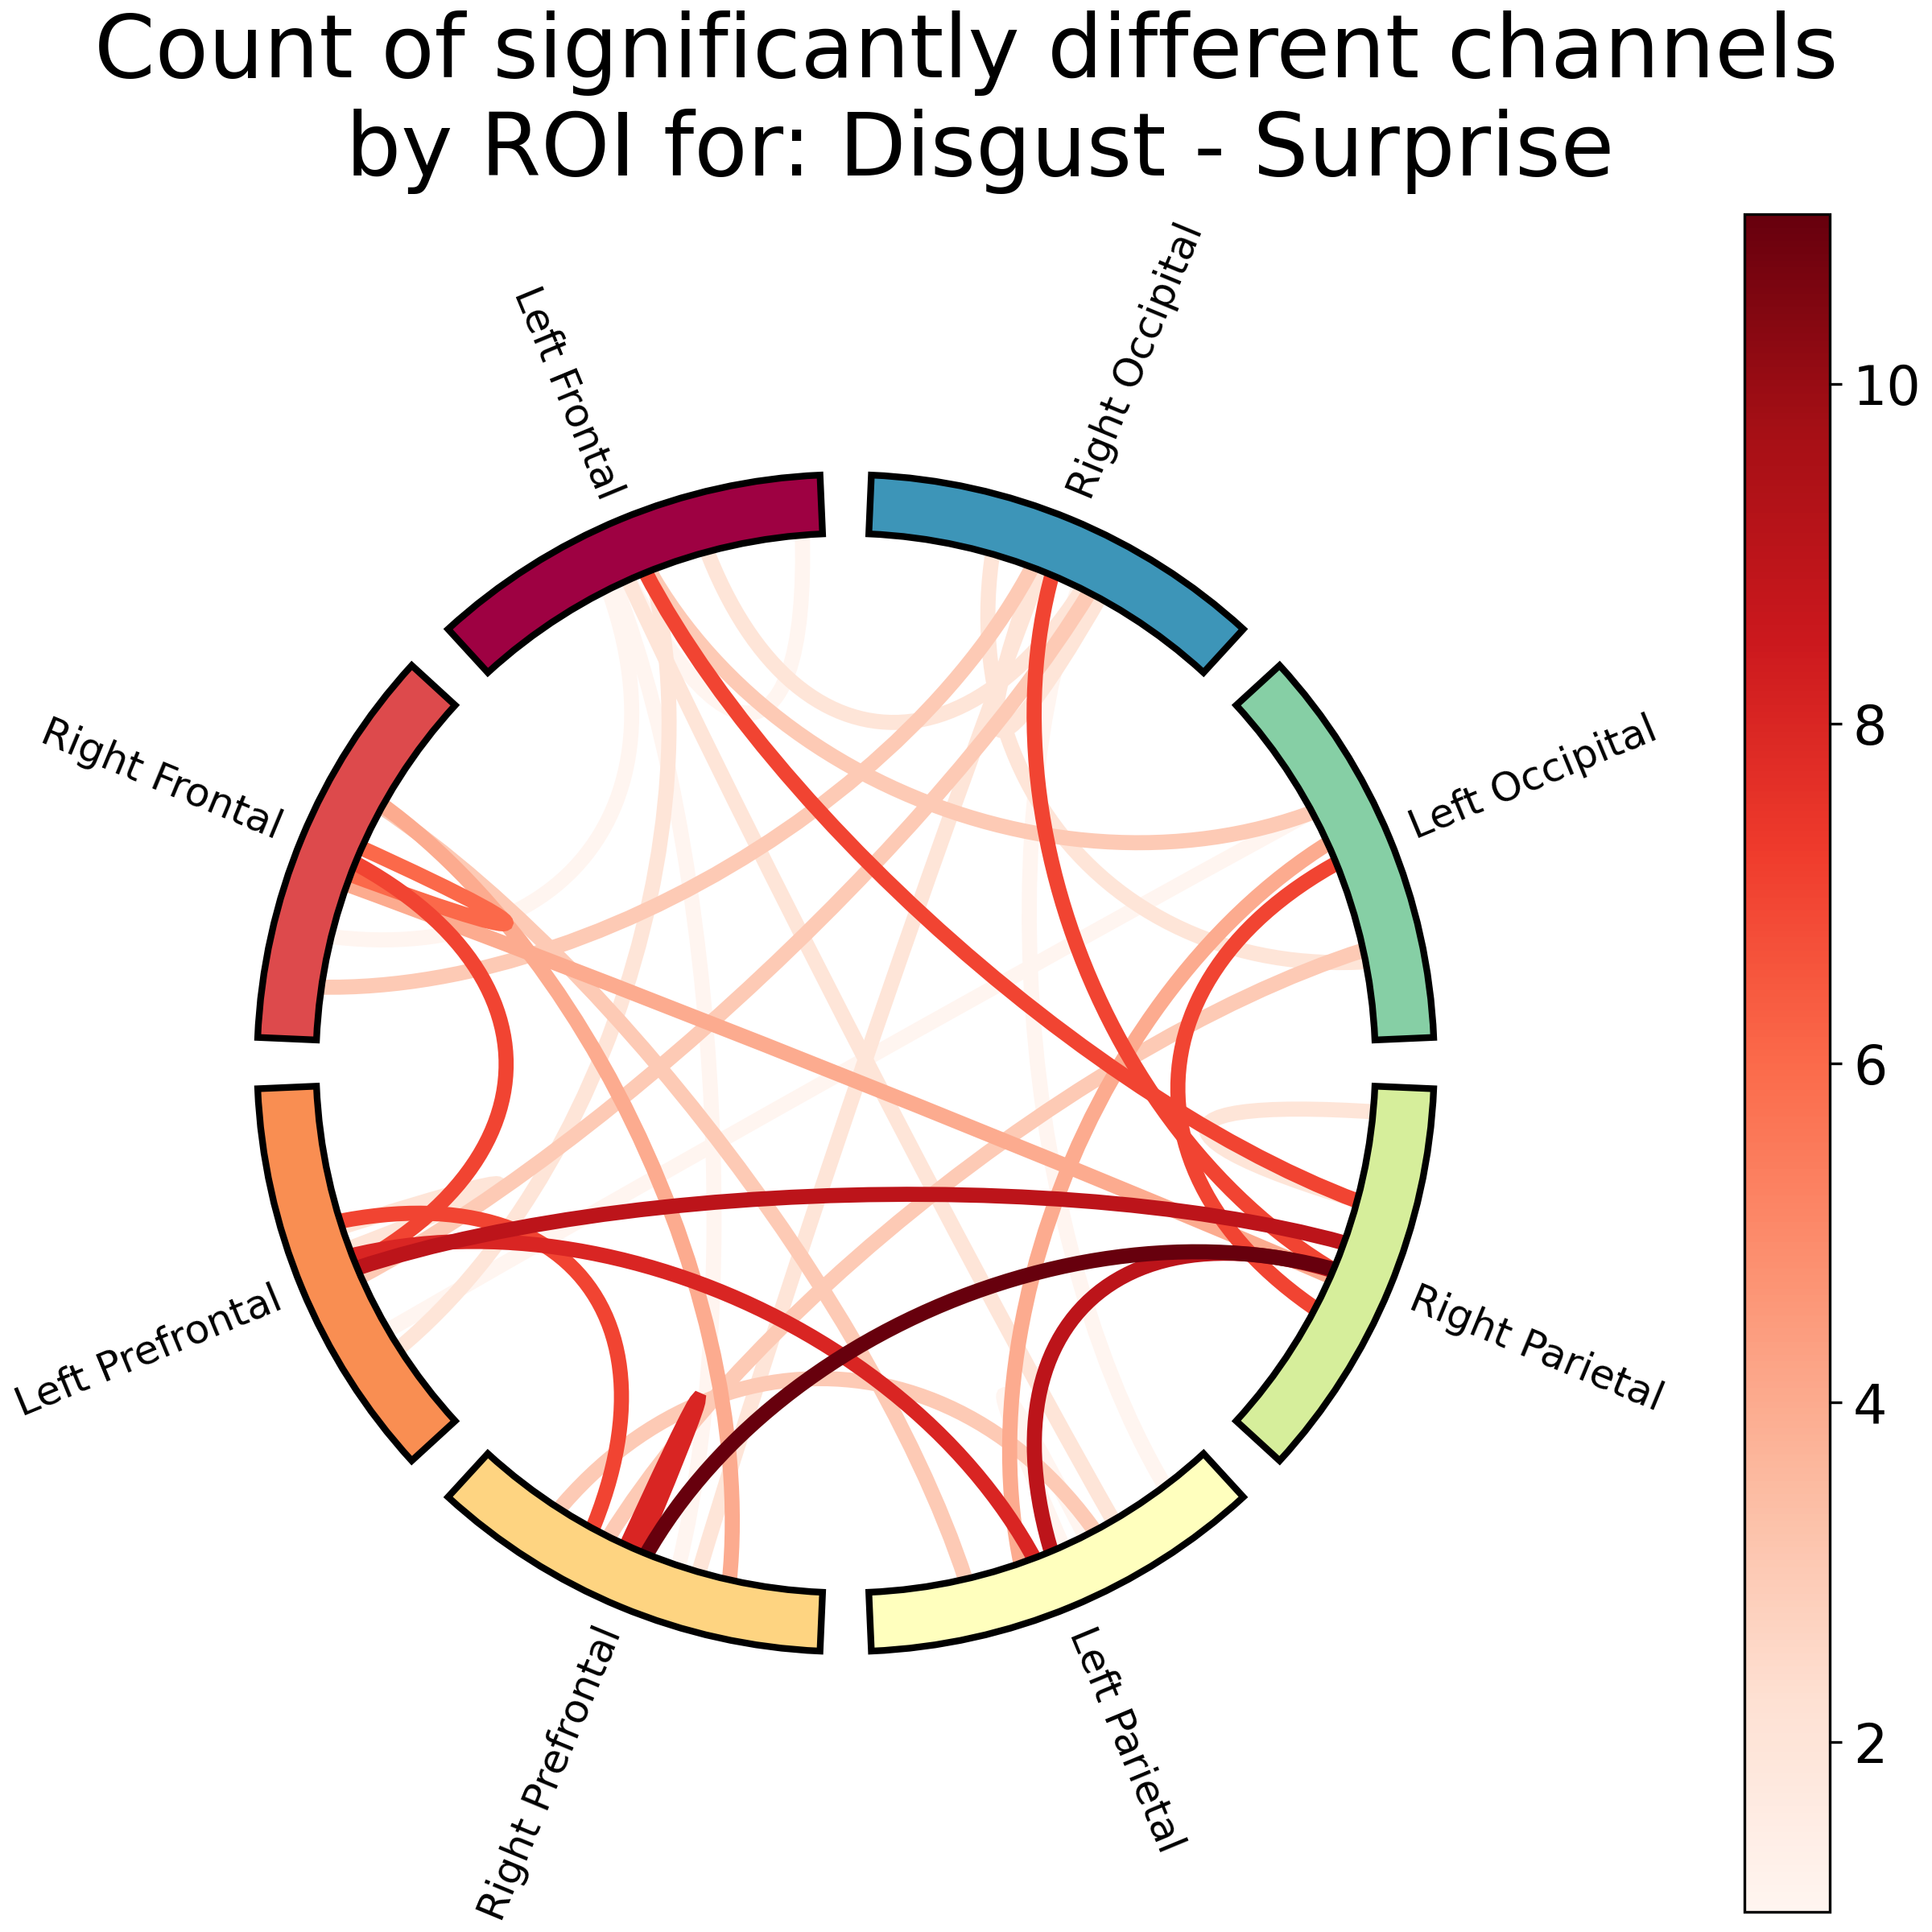 Count of significantly different channels
by ROI for: Disgust - Surprise
Left Frontal
Right Occipital
Right Frontal
Left Occipital
Left Prefrontal
Right Parietal
Right Prefrontal
Left Parietal
10
8
6
4
2